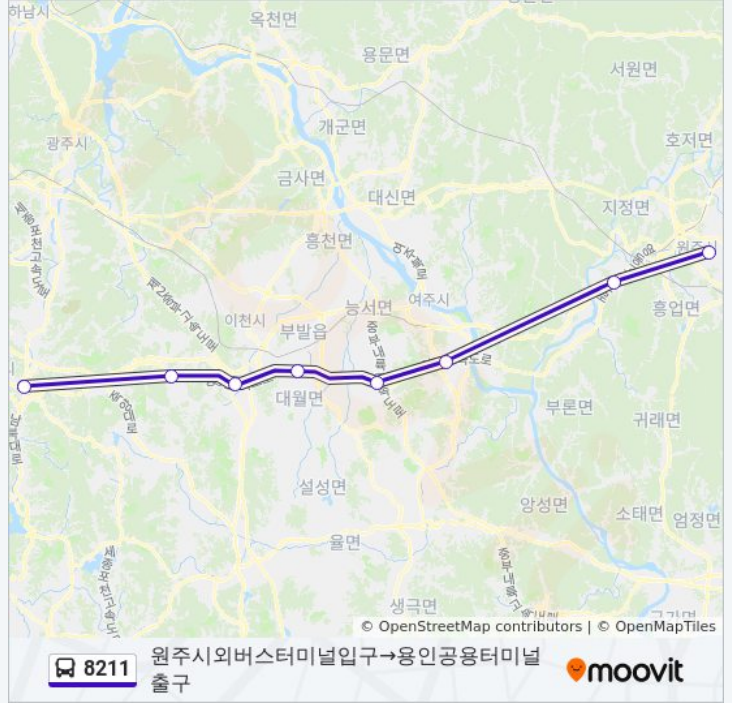 하남시
옥천면
용문면
서원면
개군면
호저면
광주시
금사면
대신면
지정면
흥천면
원주시
여주시
능서면
흥업면
이천시
부발읍
대월면
부론면
귀래면
설성면
앙성면
소태면
엄정면
율면
생극면
© OpenStreetMap contributors | © OpenMapTiles
8211
원주시외버스터미널입구→용인공용터미널
출구
moovit